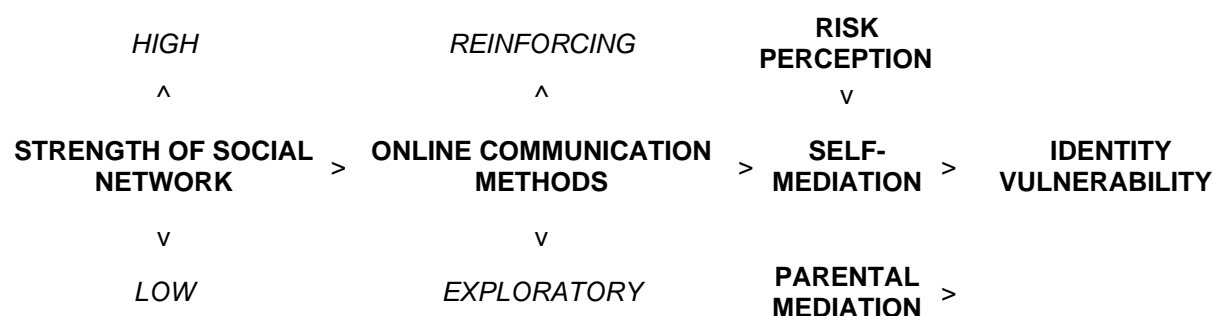 HIGH REINFORCING RISK
PERCEPTION
^ ^ v
STRENGTH OF SOCIAL NETWORK > ONLINE COMMUNICATION METHODS > SELF-MEDIATION > IDENTITY VULNERABILITY
v v
LOW EXPLORATORY PARENTAL MEDIATION >